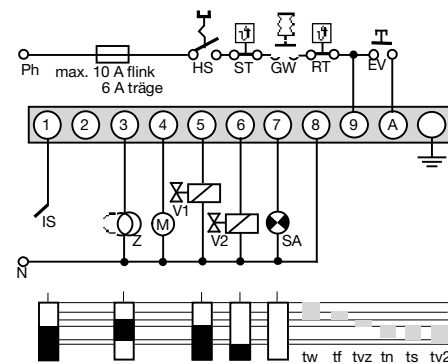 Ph
max. 10 A flink
6 A träge
HS ST GW RT EV
1 2 3 4 5 6 7 8 9 A
IS
Z
M
V1
V2
SA
N
tw tf tvz tn ts tv2